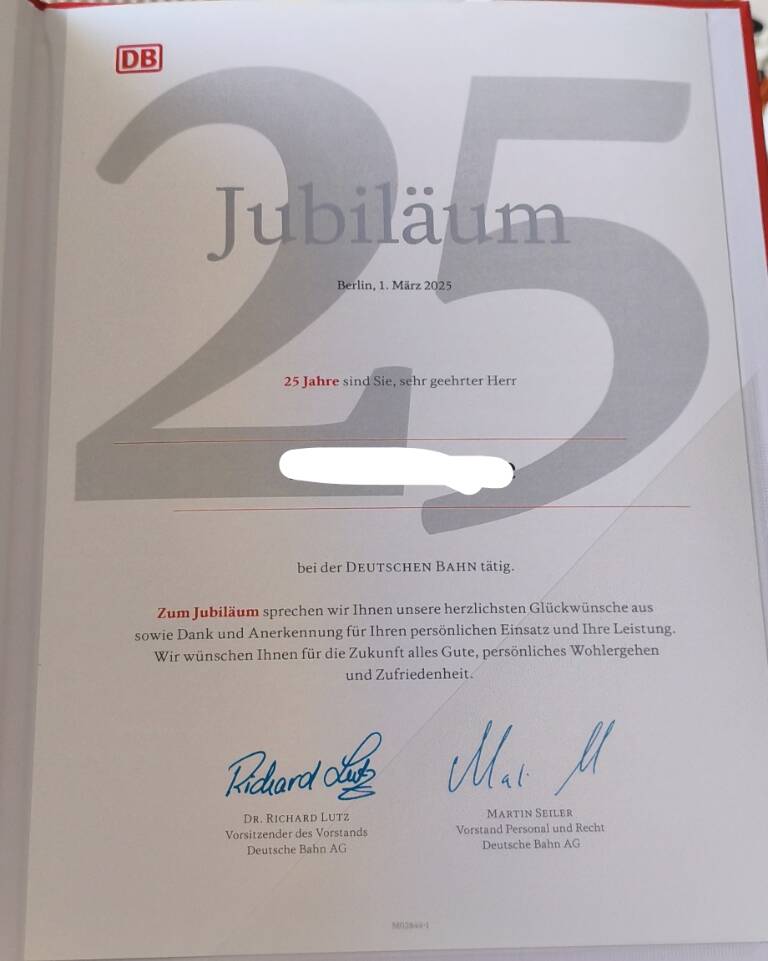 DB
25
Jubiläum
Berlin, 1. März 2025
25 Jahre sind Sie, sehr geehrter Herr
bei der DEUTSCHEN BAHN tätig.
Zum Jubiläum sprechen wir Ihnen unsere herzlichsten Glückwünsche aus
sowie Dank und Anerkennung für Ihren persönlichen Einsatz und Ihre Leistung.
Wir wünschen Ihnen für die Zukunft alles Gute, persönliches Wohlergehen
und Zufriedenheit.
Richard Lutz
DR. RICHARD LUTZ
Vorsitzender des Vorstands
Deutsche Bahn AG
MARTIN SEILER
Vorstand Personal und Recht
Deutsche Bahn AG